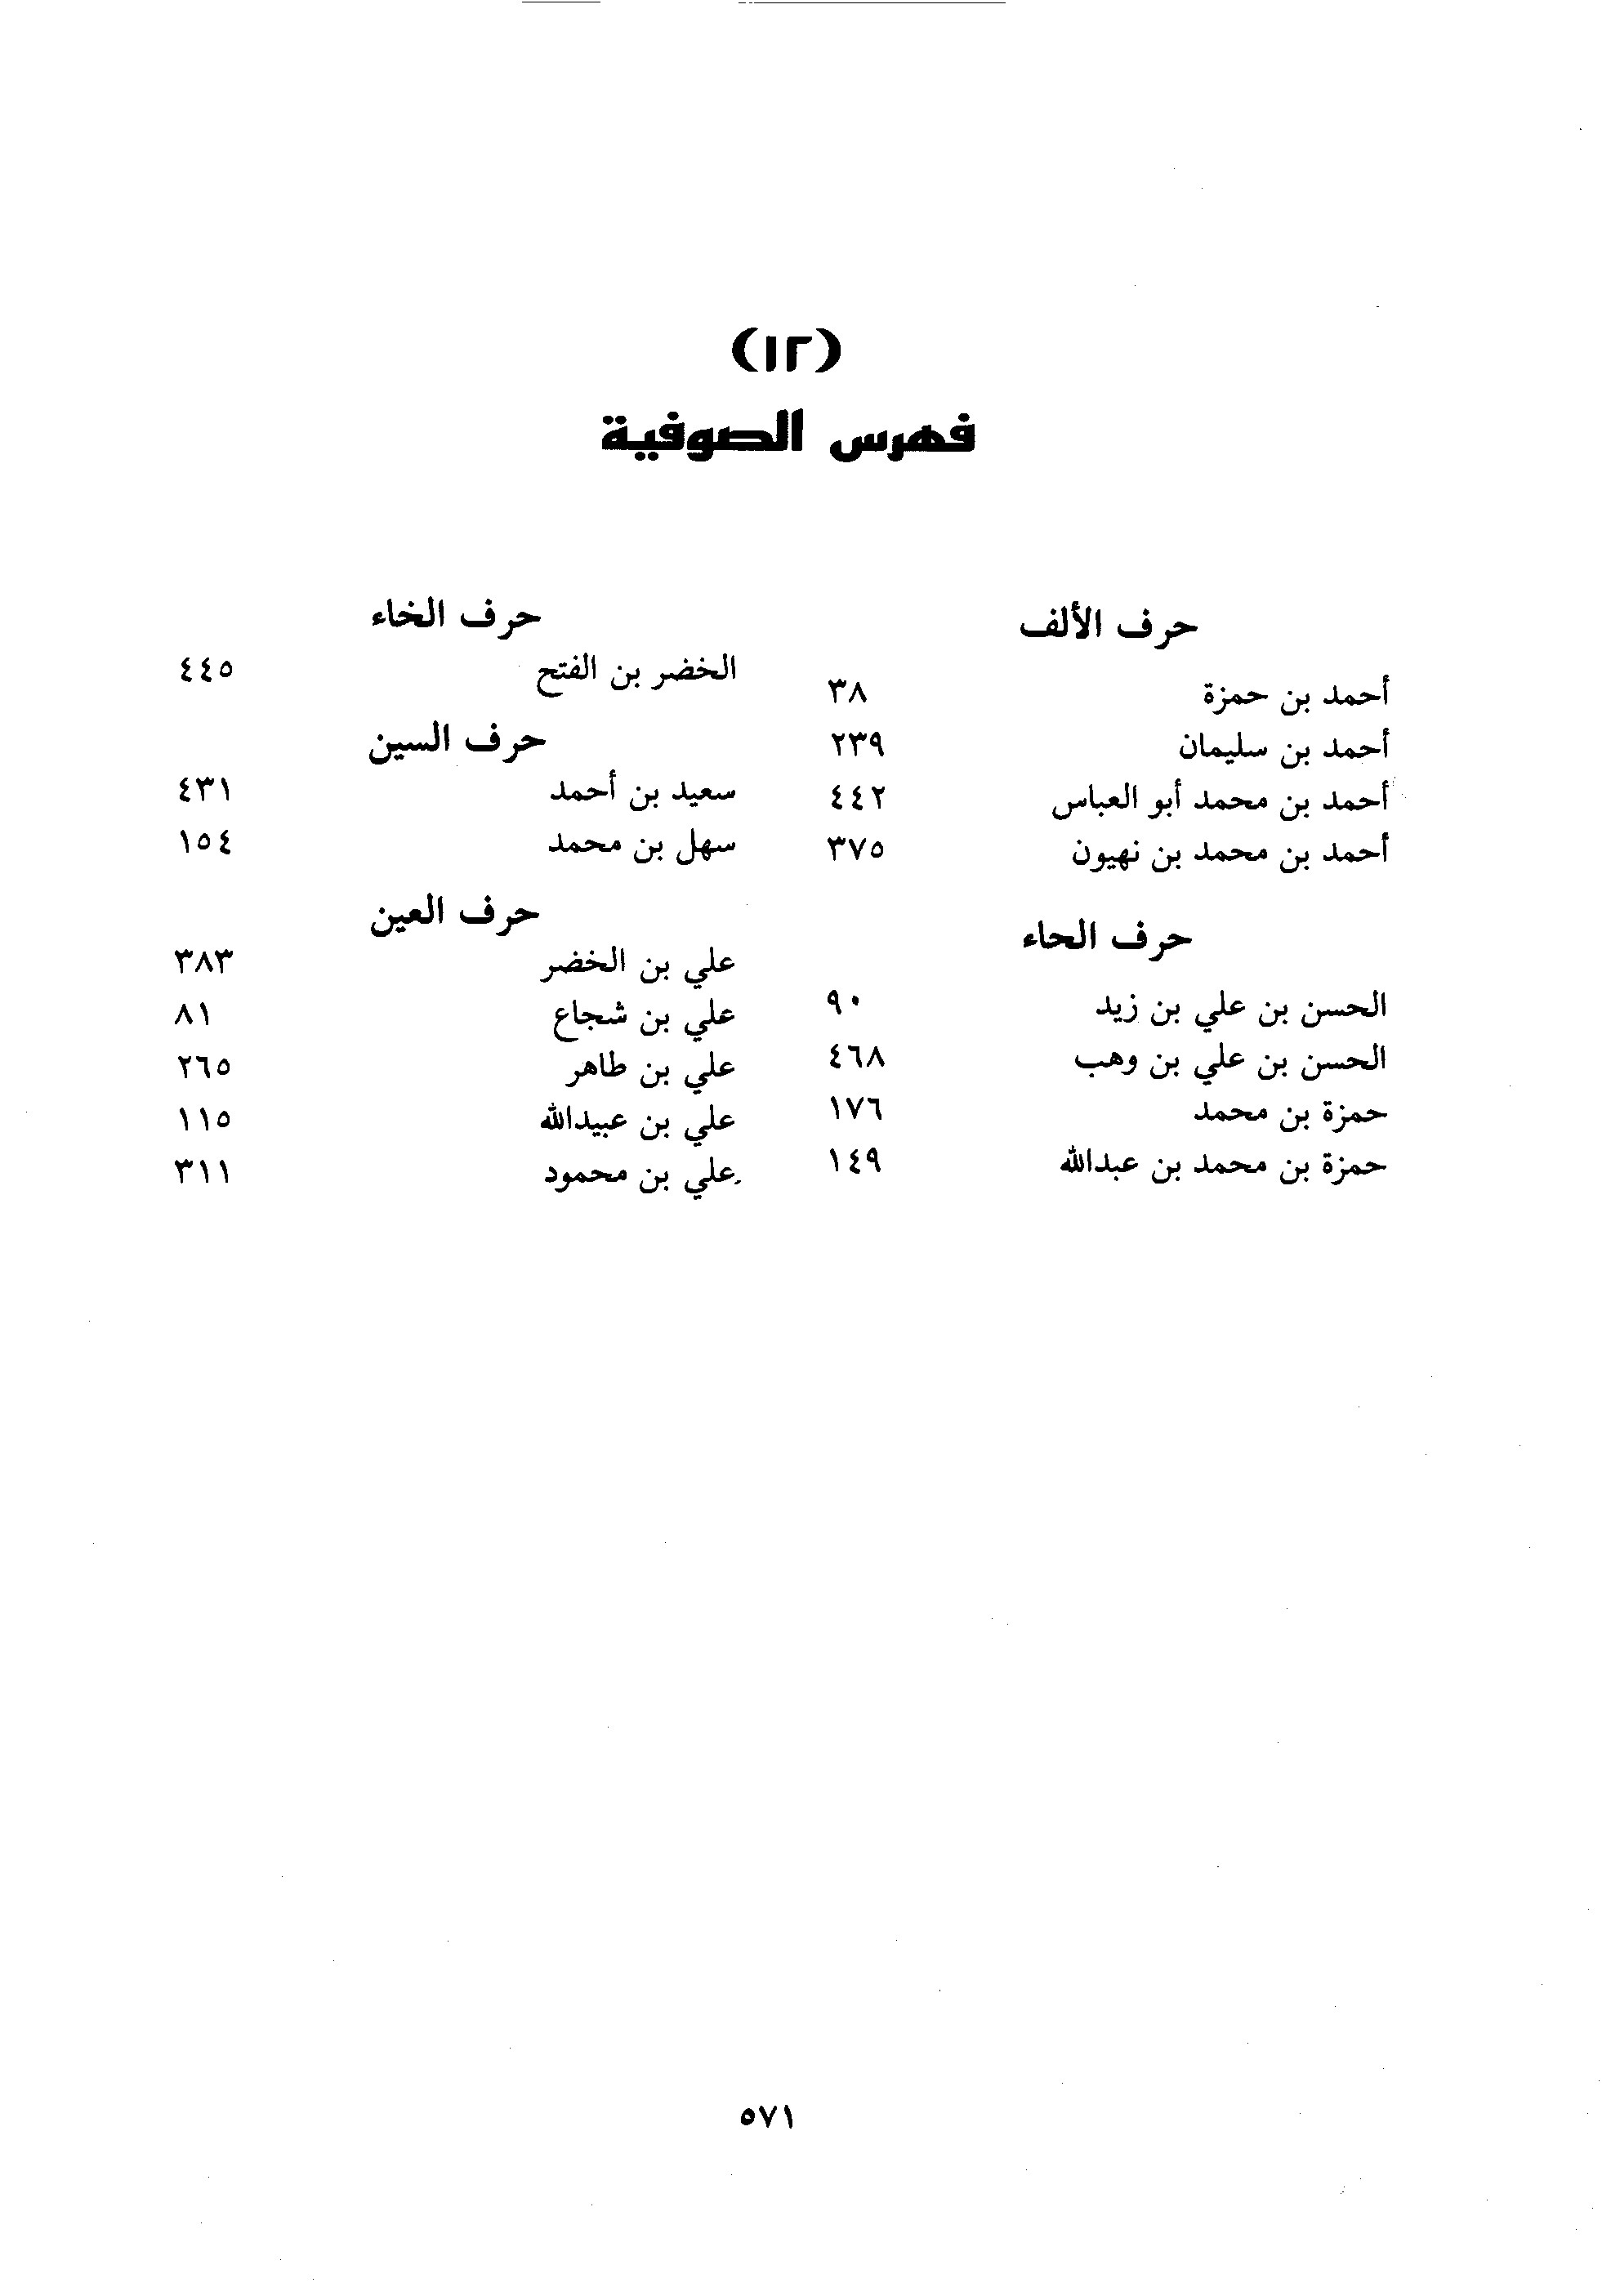 (١٢)
فهرس الصوفية
حرف الألف
أحمد بن حمزة ٣٨
أحمد بن سليمان ٢٣٩
أحمد بن محمد أبو العباس ٤٤٢
أحمد بن محمد بن نهيون ٣٧٥
حرف الحاء
الحسن بن علي بن زيد ٩٠
الحسن بن علي بن وهب ٤٦٨
حمزة بن محمد ١٧٦
حمزة بن محمد بن عبدالله ١٤٩
حرف الخاء
الخضر بن الفتح ٤٤٥
حرف السين
سعيد بن أحمد ٤٣١
سهل بن محمد ١٥٤
حرف العين
علي بن الخضر ٣٨٣
علي بن شجاع ٨١
علي بن طاهر ٢٦٥
علي بن عبيدالله ١١٥
علي بن محمود ٣١١
٥٧١